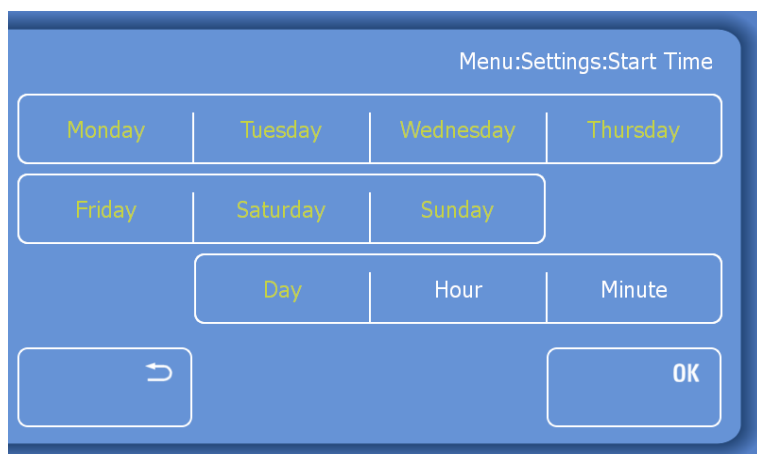 Menu:Settings:Start Time
Monday Tuesday Wednesday Thursday
Friday Saturday Sunday
Day Hour Minute
OK